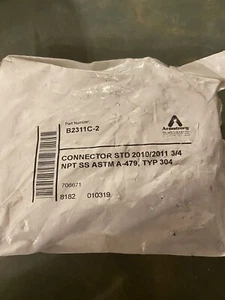 Part Number:
B2311C-2
Armstrong
CONNECTOR STD 2010/2011 3/4
NPT SS ASTM A-479, TYP 304
706671
8182 010319